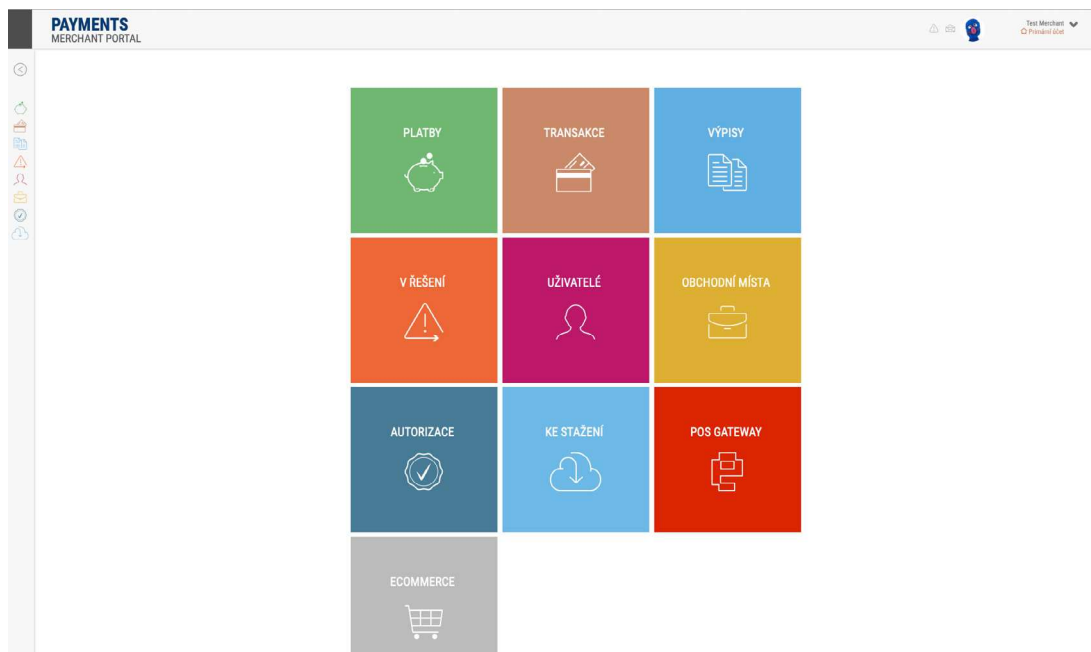 PAYMENTS
MERCHANT PORTAL
Test Merchant
Primární účet
PLATBY
TRANSAKCE
VÝPISY
V ŘEŠENÍ
UŽIVATELÉ
OBCHODNÍ MÍSTA
AUTORIZACE
KE STAŽENÍ
POS GATEWAY
ECOMMERCE